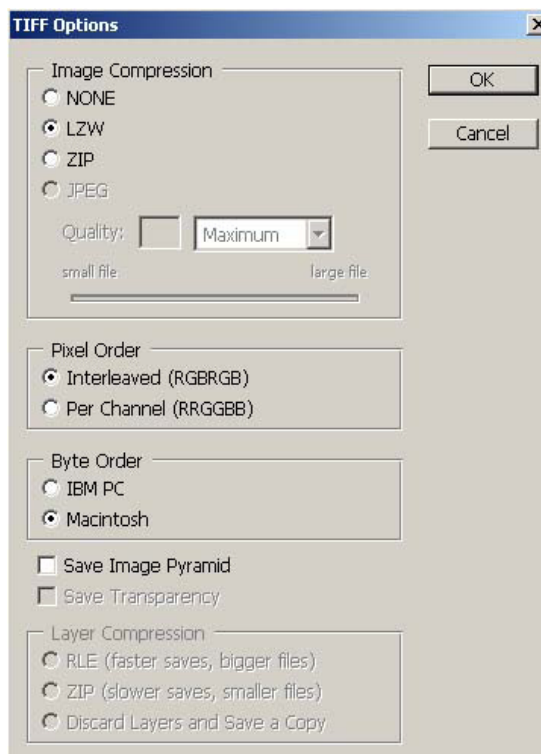 TIFF Options
Image Compression
NONE
LZW
ZIP
JPEG
Quality:
Maximum
small file
large file
OK
Cancel
Pixel Order
Interleaved (RGBRGB)
Per Channel (RRGGBB)
Byte Order
IBM PC
Macintosh
Save Image Pyramid
Save Transparency
Layer Compression
RLE (faster saves, bigger files)
ZIP (slower saves, smaller files)
Discard Layers and Save a Copy